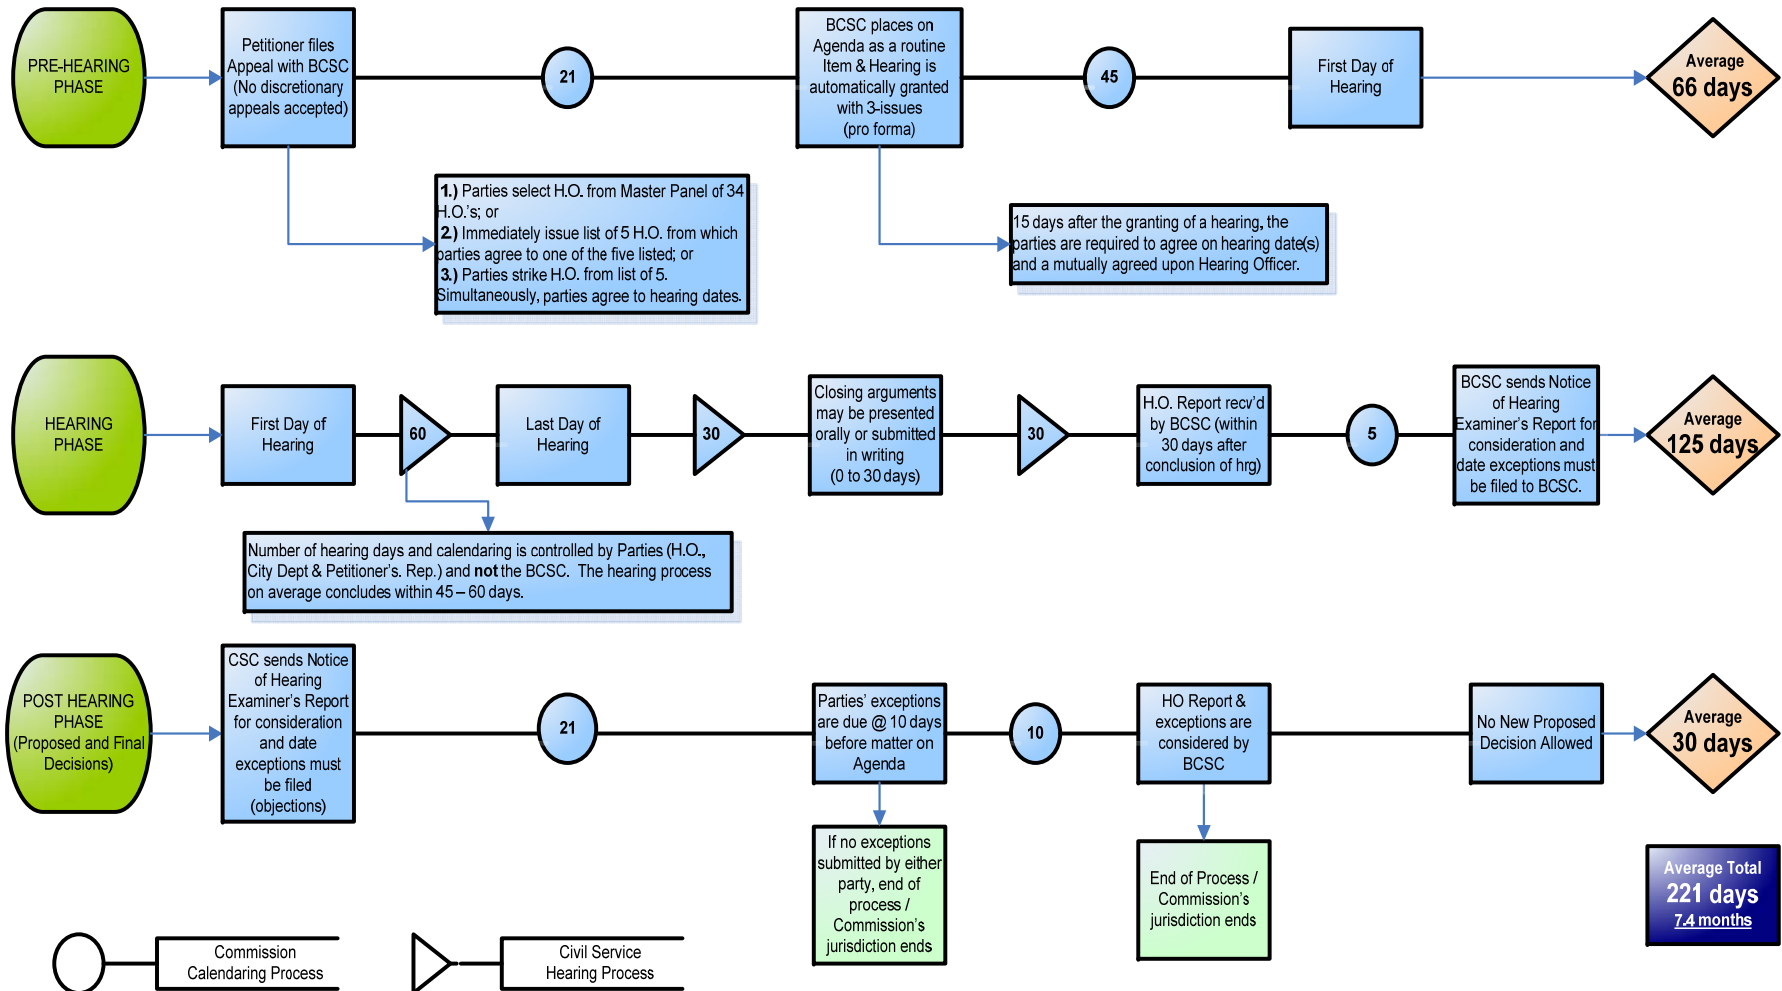 PRE-HEARING
PHASE
Petitioner files
Appeal with BCSC
(No discretionary
appeals accepted)
21
BCSC places on
Agenda as a routine
Item & Hearing is
automatically granted
with 3-issues
(pro forma)
45
First Day of
Hearing
Average
66 days
1.) Parties select H.O. from Master Panel of 34
H.O.'s; or
2.) Immediately issue list of 5 H.O. from which
parties agree to one of the five listed; or
3.) Parties strike H.O. from list of 5.
Simultaneously, parties agree to hearing dates.
15 days after the granting of a hearing, the
parties are required to agree on hearing date(s)
and a mutually agreed upon Hearing Officer.
HEARING
PHASE
First Day of
Hearing
60
Last Day of
Hearing
30
Closing arguments
may be presented
orally or submitted
in writing
(0 to 30 days)
30
H.O. Report recv'd
by BCSC (within
30 days after
conclusion of hrg)
5
BCSC sends Notice
of Hearing
Examiner's Report for
consideration and
date exceptions must
be filed to BCSC.
Average
125 days
Number of hearing days and calendaring is controlled by Parties (H.O.,
City Dept & Petitioner's. Rep.) and not the BCSC.  The hearing process
on average concludes within 45 – 60 days.
POST HEARING
PHASE
(Proposed and Final
Decisions)
CSC sends Notice
of Hearing
Examiner's Report
for consideration
and date
exceptions must
be filed
(objections)
21
Parties' exceptions
are due @ 10 days
before matter on
Agenda
10
HO Report &
exceptions are
considered by
BCSC
No New Proposed
Decision Allowed
Average
30 days
If no exceptions
submitted by either
party, end of
process /
Commission's
jurisdiction ends
End of Process /
Commission's
jurisdiction ends
Average Total
221 days
7.4 months
Commission
Calendaring Process
Civil Service
Hearing Process